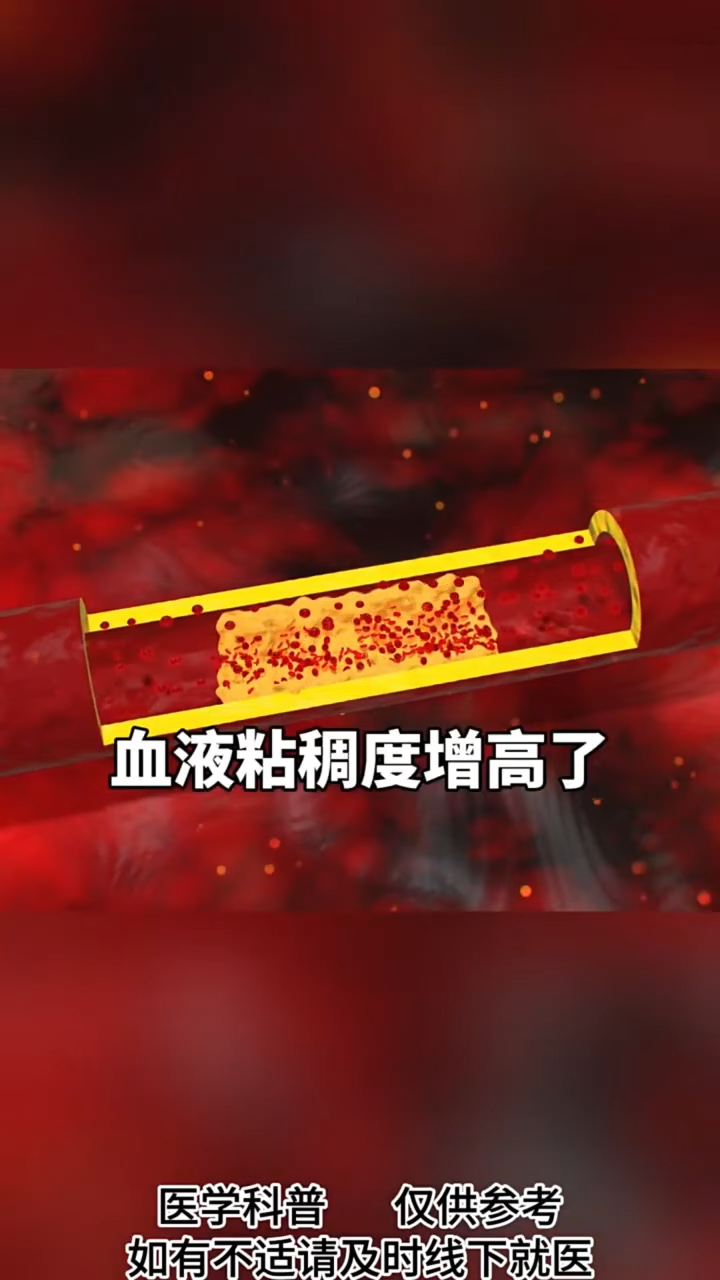 血液粘稠度增高了
医学科普 仅供参考
如有不适请及时线下就医